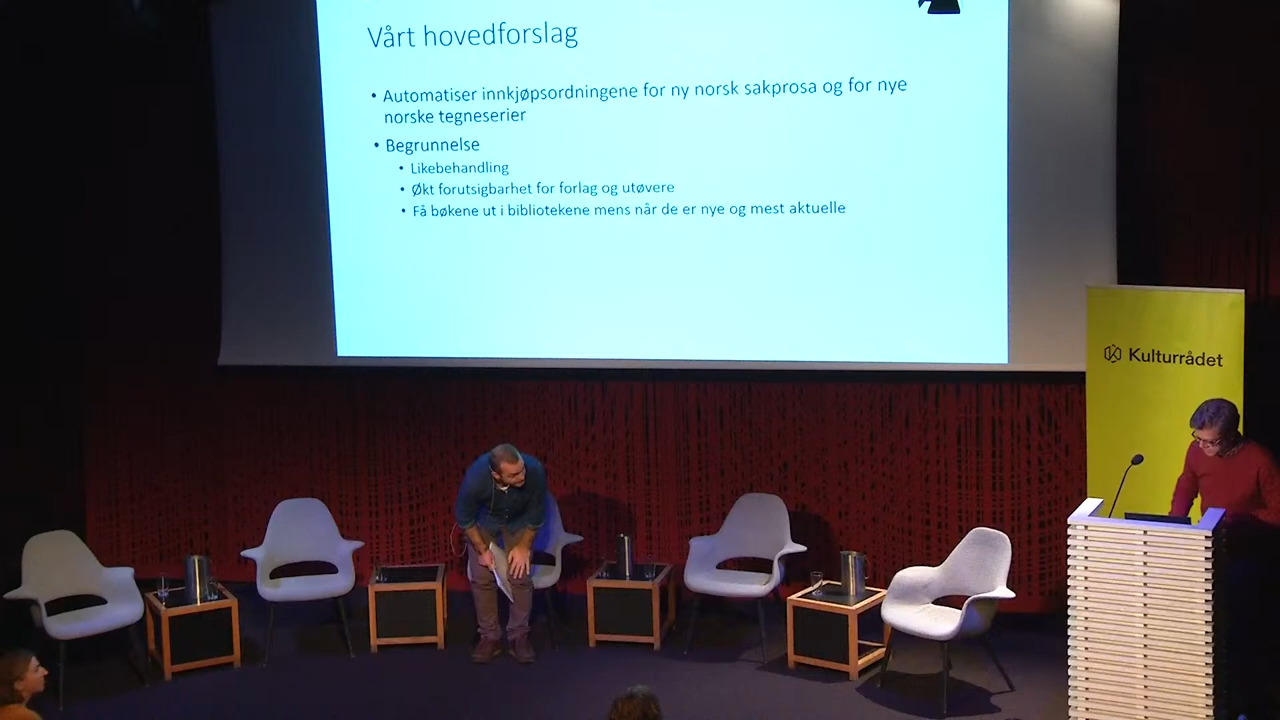 Vårt hovedforslag
• Automatiser innkjøpsordningene for ny norsk sakprosa og for nye
norske tegneserier
• Begrunnelse
• Likebehandling
• Økt forutsigbarhet for forlag og utøvere
• Få bøkene ut i bibliotekene mens når de er nye og mest aktuelle
Kulturrådet